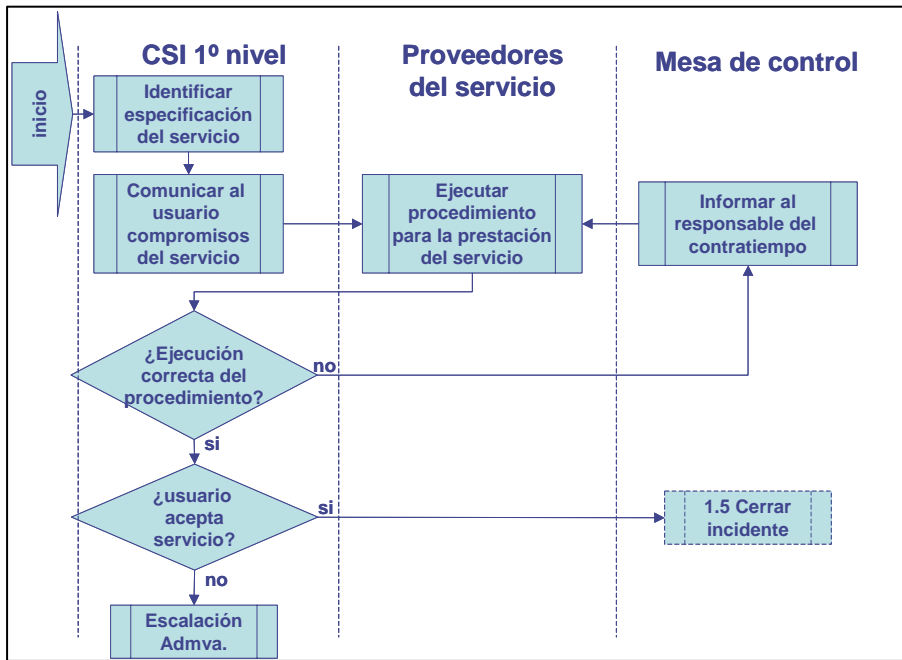 CSI 1º nivel
Proveedores
del servicio
Mesa de control
inicio
Identificar
especificación
del servicio
Comunicar al
usuario
compromisos
del servicio
Ejecutar
procedimiento
para la prestación
del servicio
Informar al
responsable del
contratiempo
¿Ejecución
correcta del
procedimiento?
no
si
¿usuario
acepta
servicio?
si
1.5 Cerrar
incidente
no
Escalación
Admva.